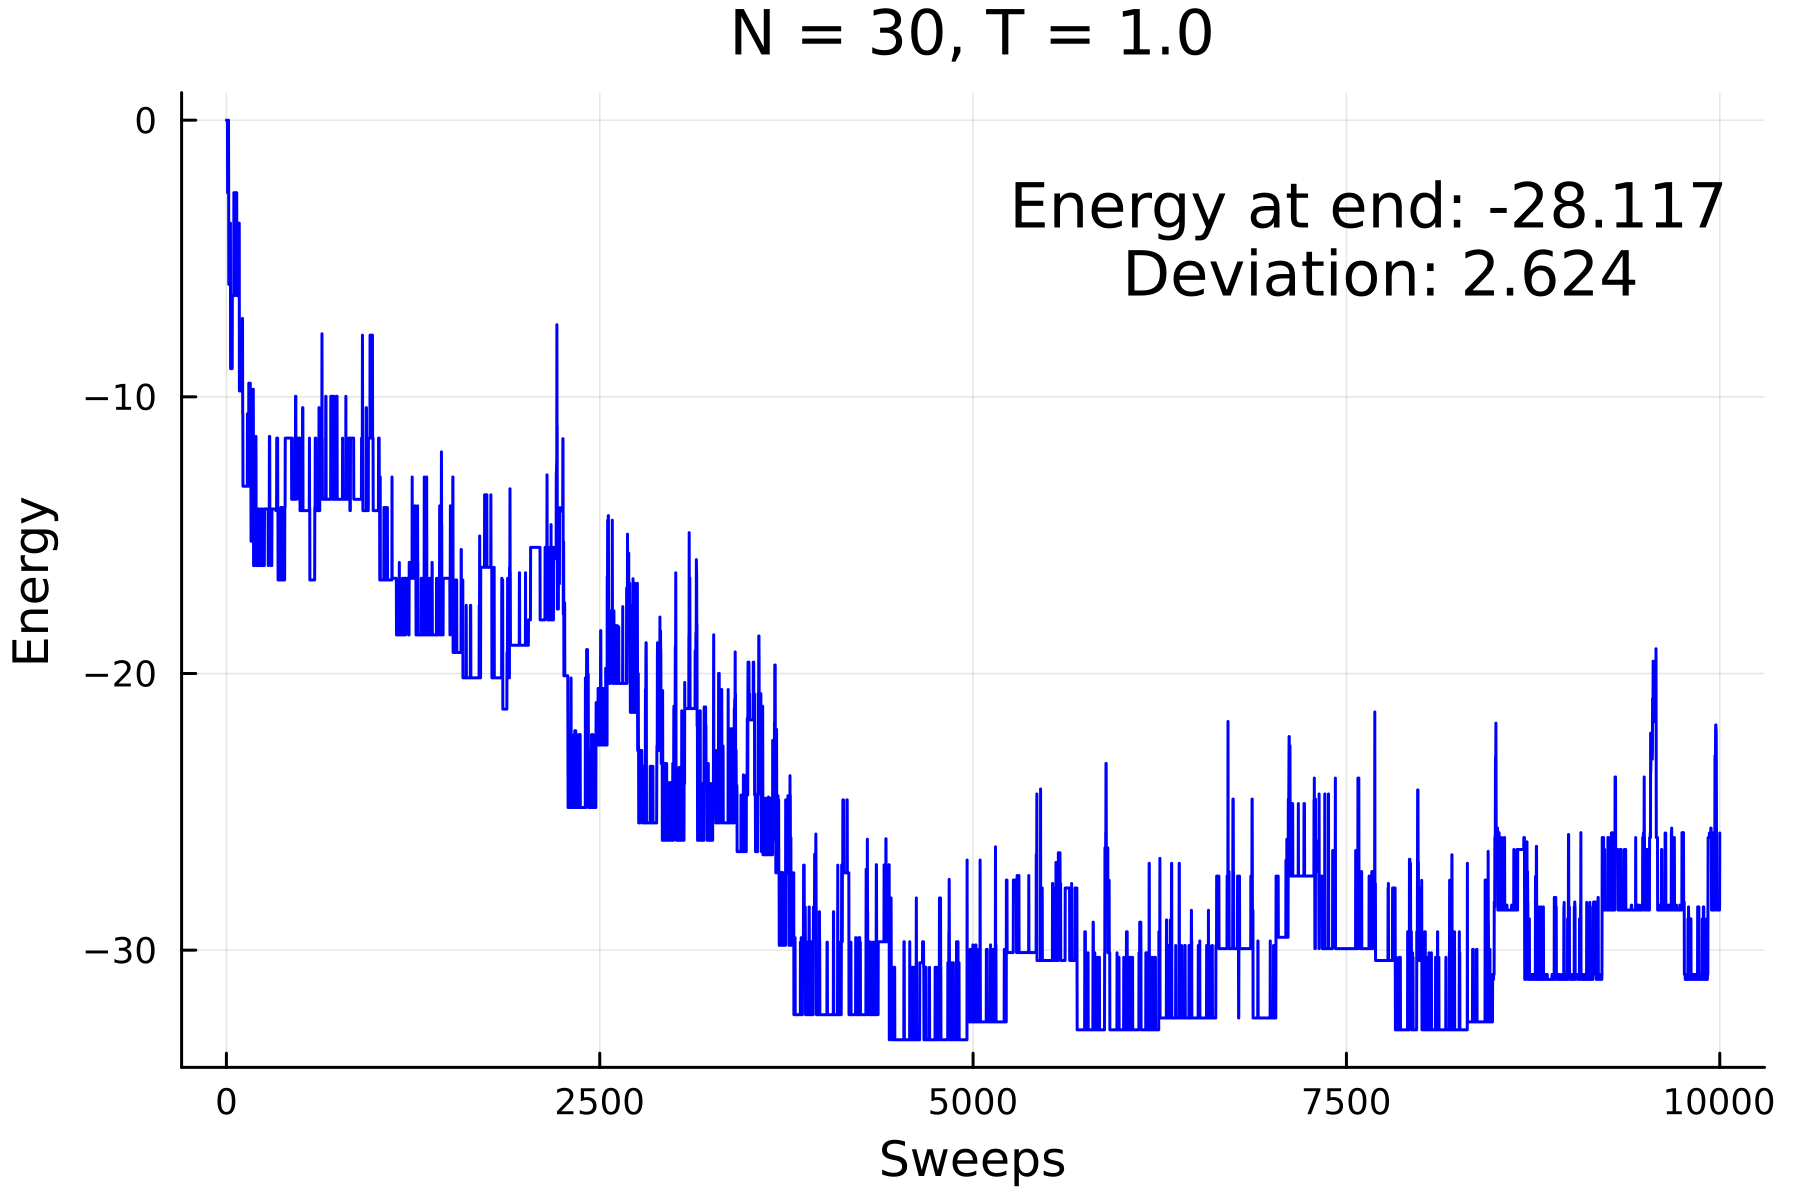 N = 30, T = 1.0
Energy at end: -28.117
Deviation: 2.624
Energy
0
−10
−20
−30
0 2500 5000 7500 10000
Sweeps